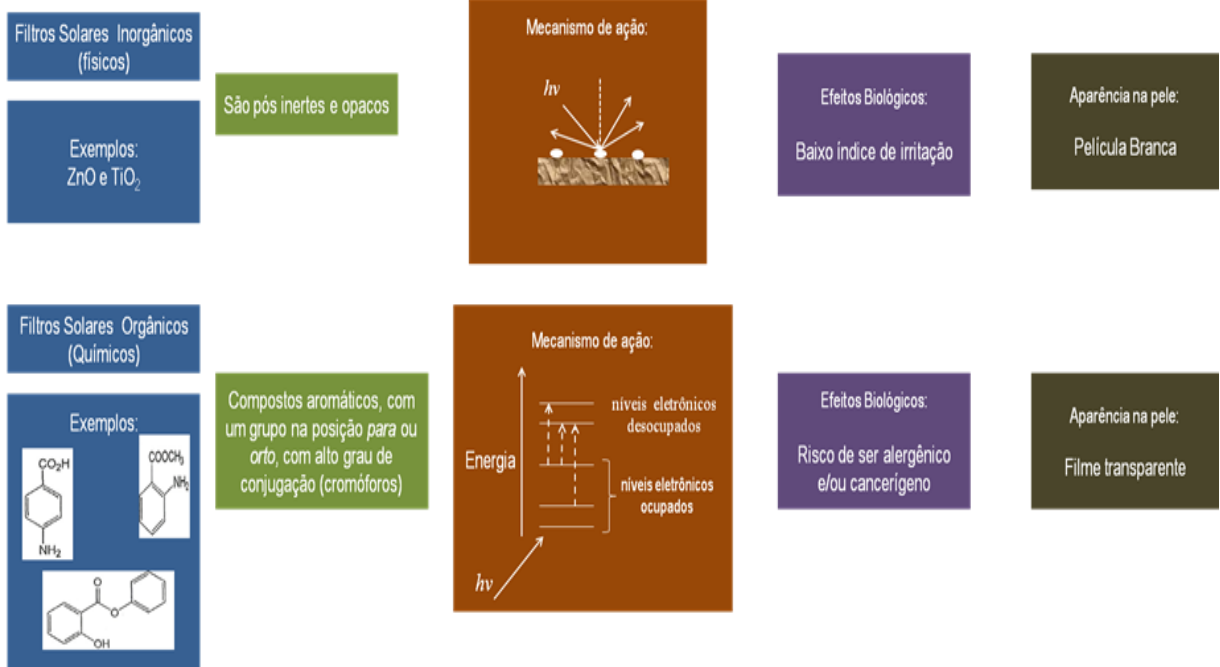 Filtros Solares Inorgânicos
(físicos)
Exemplos:
ZnO e TiO2
São pós inertes e opacos
Mecanismo de ação:
hν
Efeitos Biológicos:
Baixo índice de irritação
Aparência na pele:
Película Branca
Filtros Solares Orgânicos
(Químicos)
Exemplos:
CO2H
NH2
COOCH3
NH2
O
O
OH
Compostos aromáticos, com
um grupo na posição para ou
orto, com alto grau de
conjugação (cromóforos)
Mecanismo de ação:
níveis eletrônicos
desocupados
Energia
níveis eletrônicos
ocupados
hν
Efeitos Biológicos:
Risco de ser alergênico
e/ou cancerígeno
Aparência na pele:
Filme transparente